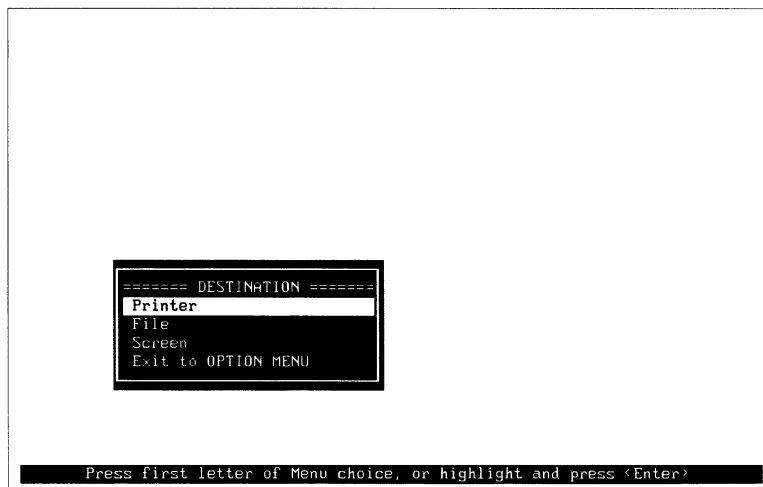 ======= DESTINATION =======
Printer
File
Screen
Exit to OPTION MENU
Press first letter of Menu choice, or highlight and press <Enter>